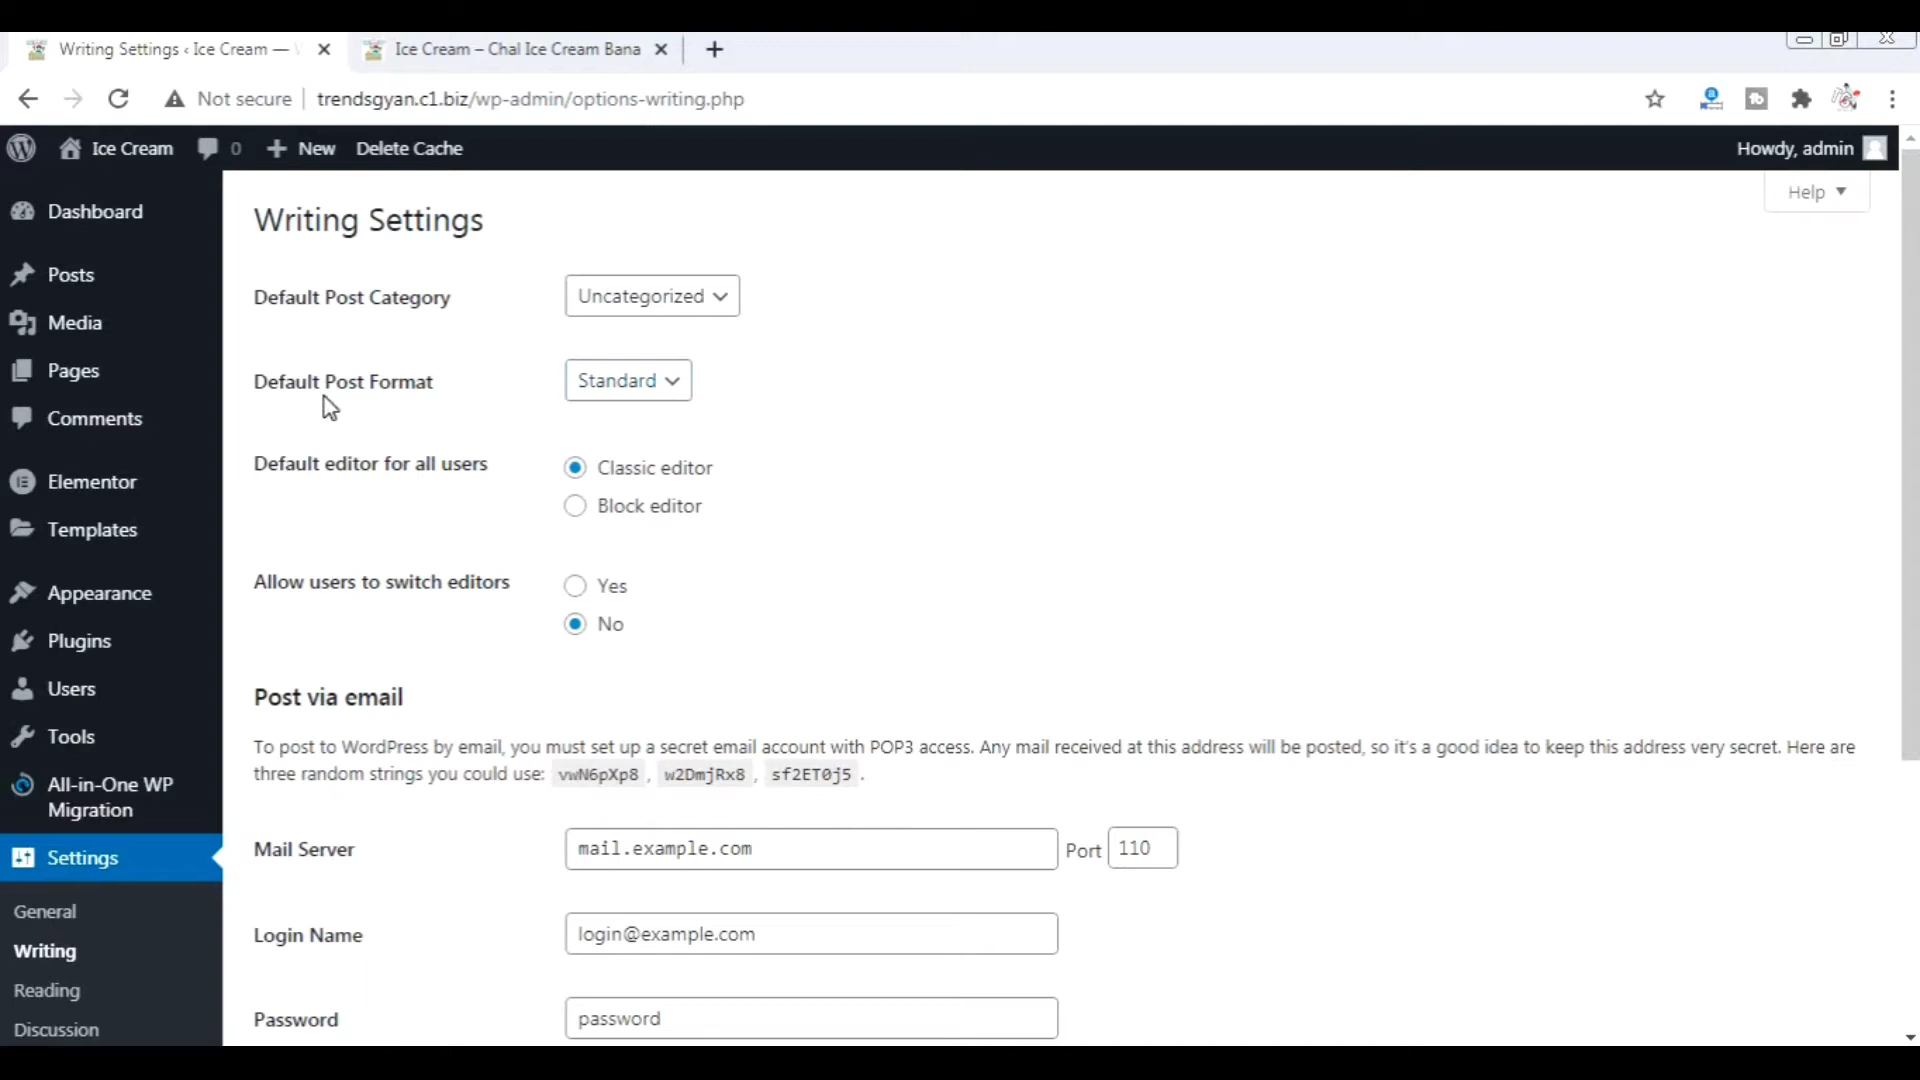 Writing Settings ‹ Ice Cream —
Ice Cream – Chal Ice Cream Bana
Not secure
trendsgyan.c1.biz/wp-admin/options-writing.php
Ice Cream
0
New
Delete Cache
Howdy, admin
Help
Dashboard
Posts
Media
Pages
Comments
Elementor
Templates
Appearance
Plugins
Users
Tools
All-in-One WP
Migration
Settings
General
Writing
Reading
Discussion
Writing Settings
Default Post Category
Uncategorized
Default Post Format
Standard
Default editor for all users
Classic editor
Block editor
Allow users to switch editors
Yes
No
Post via email
To post to WordPress by email, you must set up a secret email account with POP3 access. Any mail received at this address will be posted, so it's a good idea to keep this address very secret. Here are
three random strings you could use: vwN6pXp8 , w2DmjRx8 , sf2ET0j5 .
Mail Server
mail.example.com
Port 110
Login Name
login@example.com
Password
password